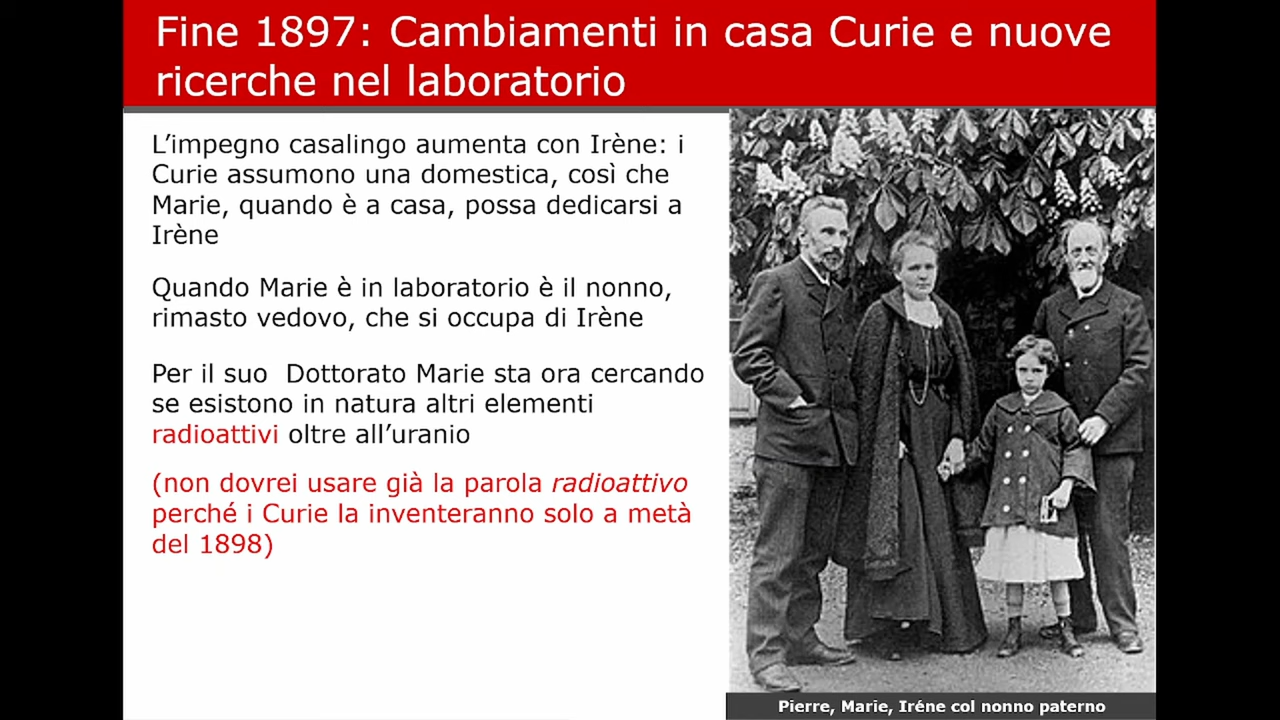 Fine 1897: Cambiamenti in casa Curie e nuove
ricerche nel laboratorio
L’impegno casalingo aumenta con Irène: i
Curie assumono una domestica, così che
Marie, quando è a casa, possa dedicarsi a
Irène
Quando Marie è in laboratorio è il nonno,
rimasto vedovo, che si occupa di Irène
Per il suo  Dottorato Marie sta ora cercando
se esistono in natura altri elementi
radioattivi oltre all’uranio
(non dovrei usare già la parola radioattivo
perché i Curie la inventeranno solo a metà
del 1898)
Pierre, Marie, Iréne col nonno paterno